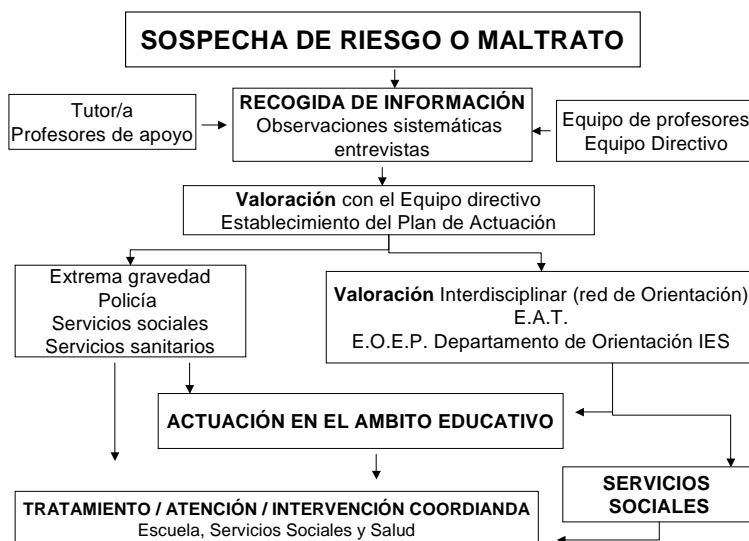 SOSPECHA DE RIESGO O MALTRATO
Tutor/a
Profesores de apoyo
RECOGIDA DE INFORMACIÓN
Observaciones sistemáticas
entrevistas
Equipo de profesores
Equipo Directivo
Valoración con el Equipo directivo
Establecimiento del Plan de Actuación
Extrema gravedad
Policía
Servicios sociales
Servicios sanitarios
Valoración Interdisciplinar (red de Orientación)
E.A.T.
E.O.E.P. Departamento de Orientación IES
ACTUACIÓN EN EL AMBITO EDUCATIVO
SERVICIOS
SOCIALES
TRATAMIENTO / ATENCIÓN / INTERVENCIÓN COORDIANDA
Escuela, Servicios Sociales y Salud